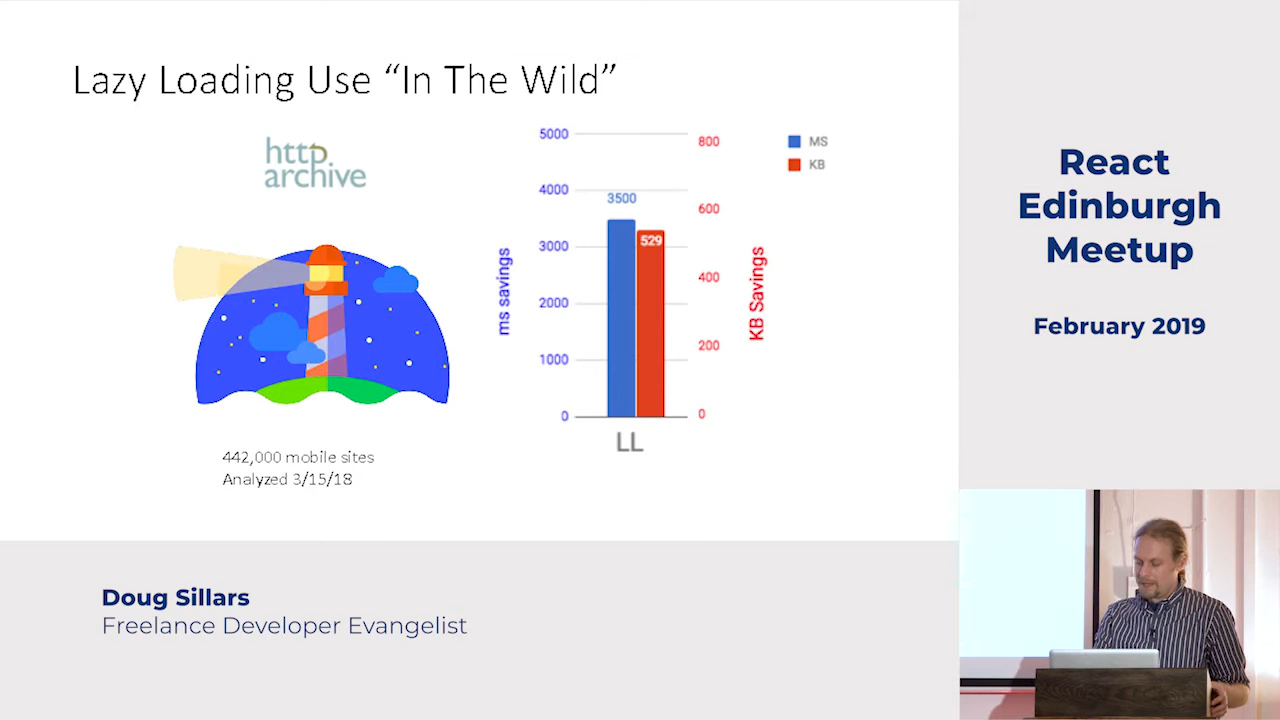 Lazy Loading Use “In The Wild”
http
archive
5000
4000
3000
2000
1000
0
ms savings
3500
529
LL
800
600
400
200
0
KB Savings
MS
KB
442,000 mobile sites
Analyzed 3/15/18
React
Edinburgh
Meetup
February 2019
Doug Sillars
Freelance Developer Evangelist